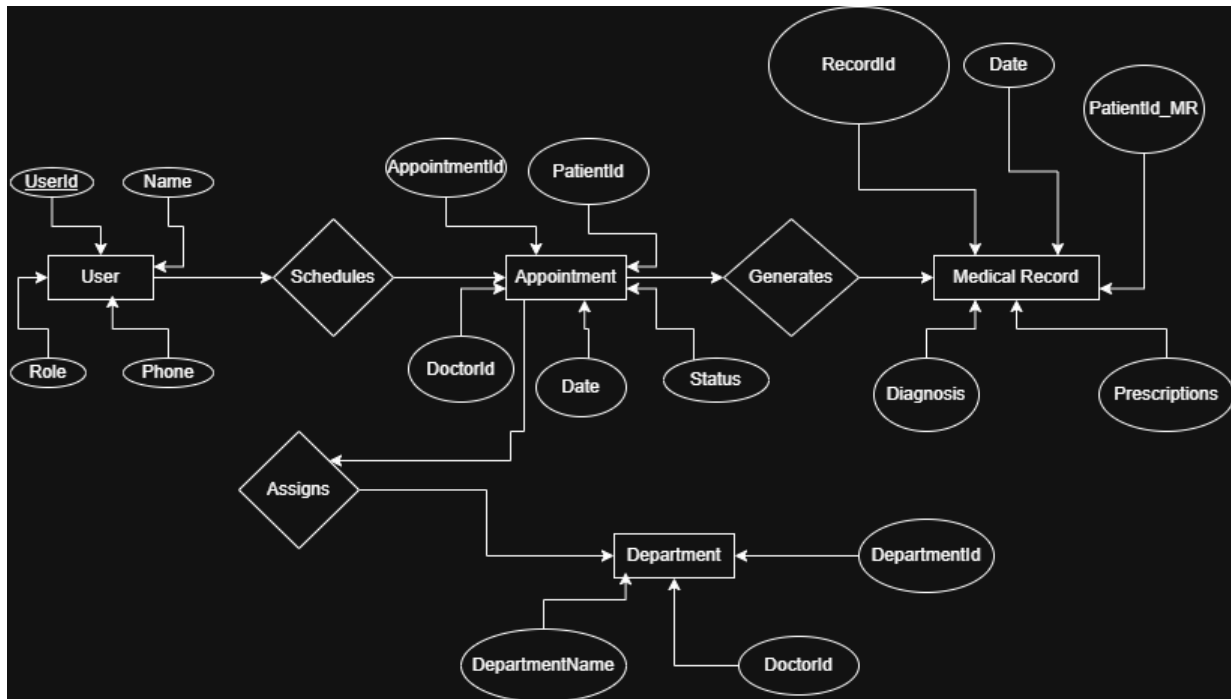 RecordId
Date
PatientId_MR
AppointmentId
PatientId
UserId
Name
User
Schedules
Appointment
Generates
Medical Record
Role
Phone
DoctorId
Date
Status
Diagnosis
Prescriptions
Assigns
Department
DepartmentId
DepartmentName
DoctorId